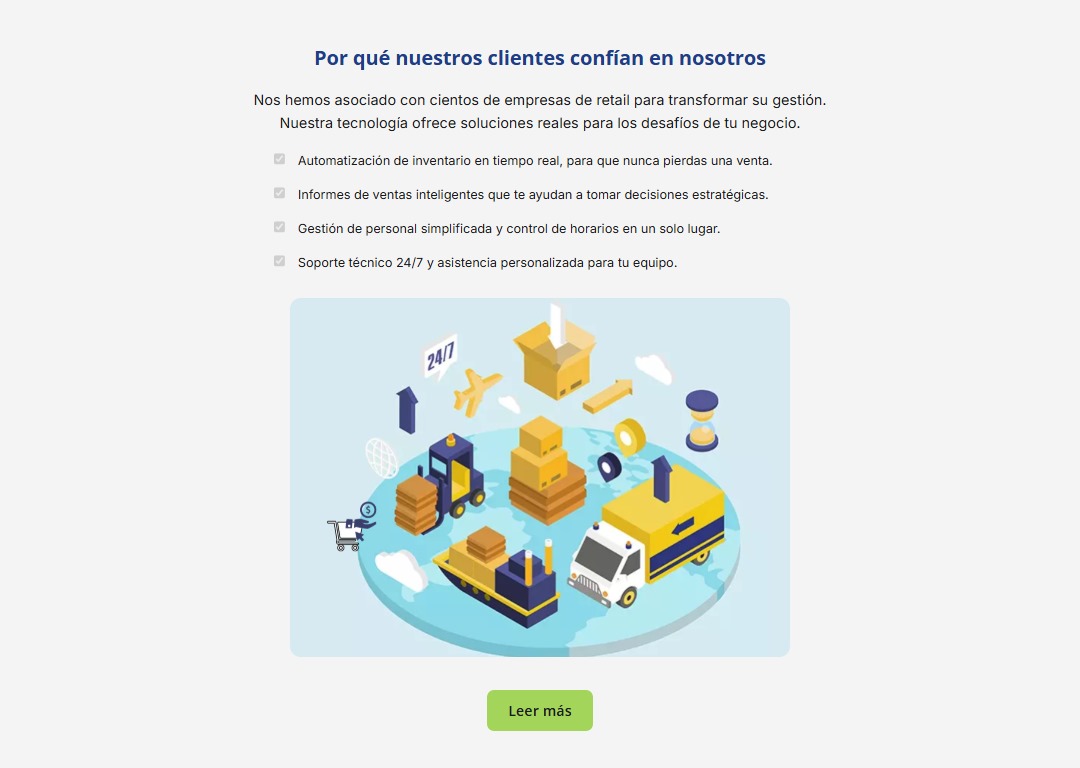 Por qué nuestros clientes confían en nosotros
Nos hemos asociado con cientos de empresas de retail para transformar su gestión.
Nuestra tecnología ofrece soluciones reales para los desafíos de tu negocio.
Automatización de inventario en tiempo real, para que nunca pierdas una venta.
Informes de ventas inteligentes que te ayudan a tomar decisiones estratégicas.
Gestión de personal simplificada y control de horarios en un solo lugar.
Soporte técnico 24/7 y asistencia personalizada para tu equipo.
24/7
$
Leer más